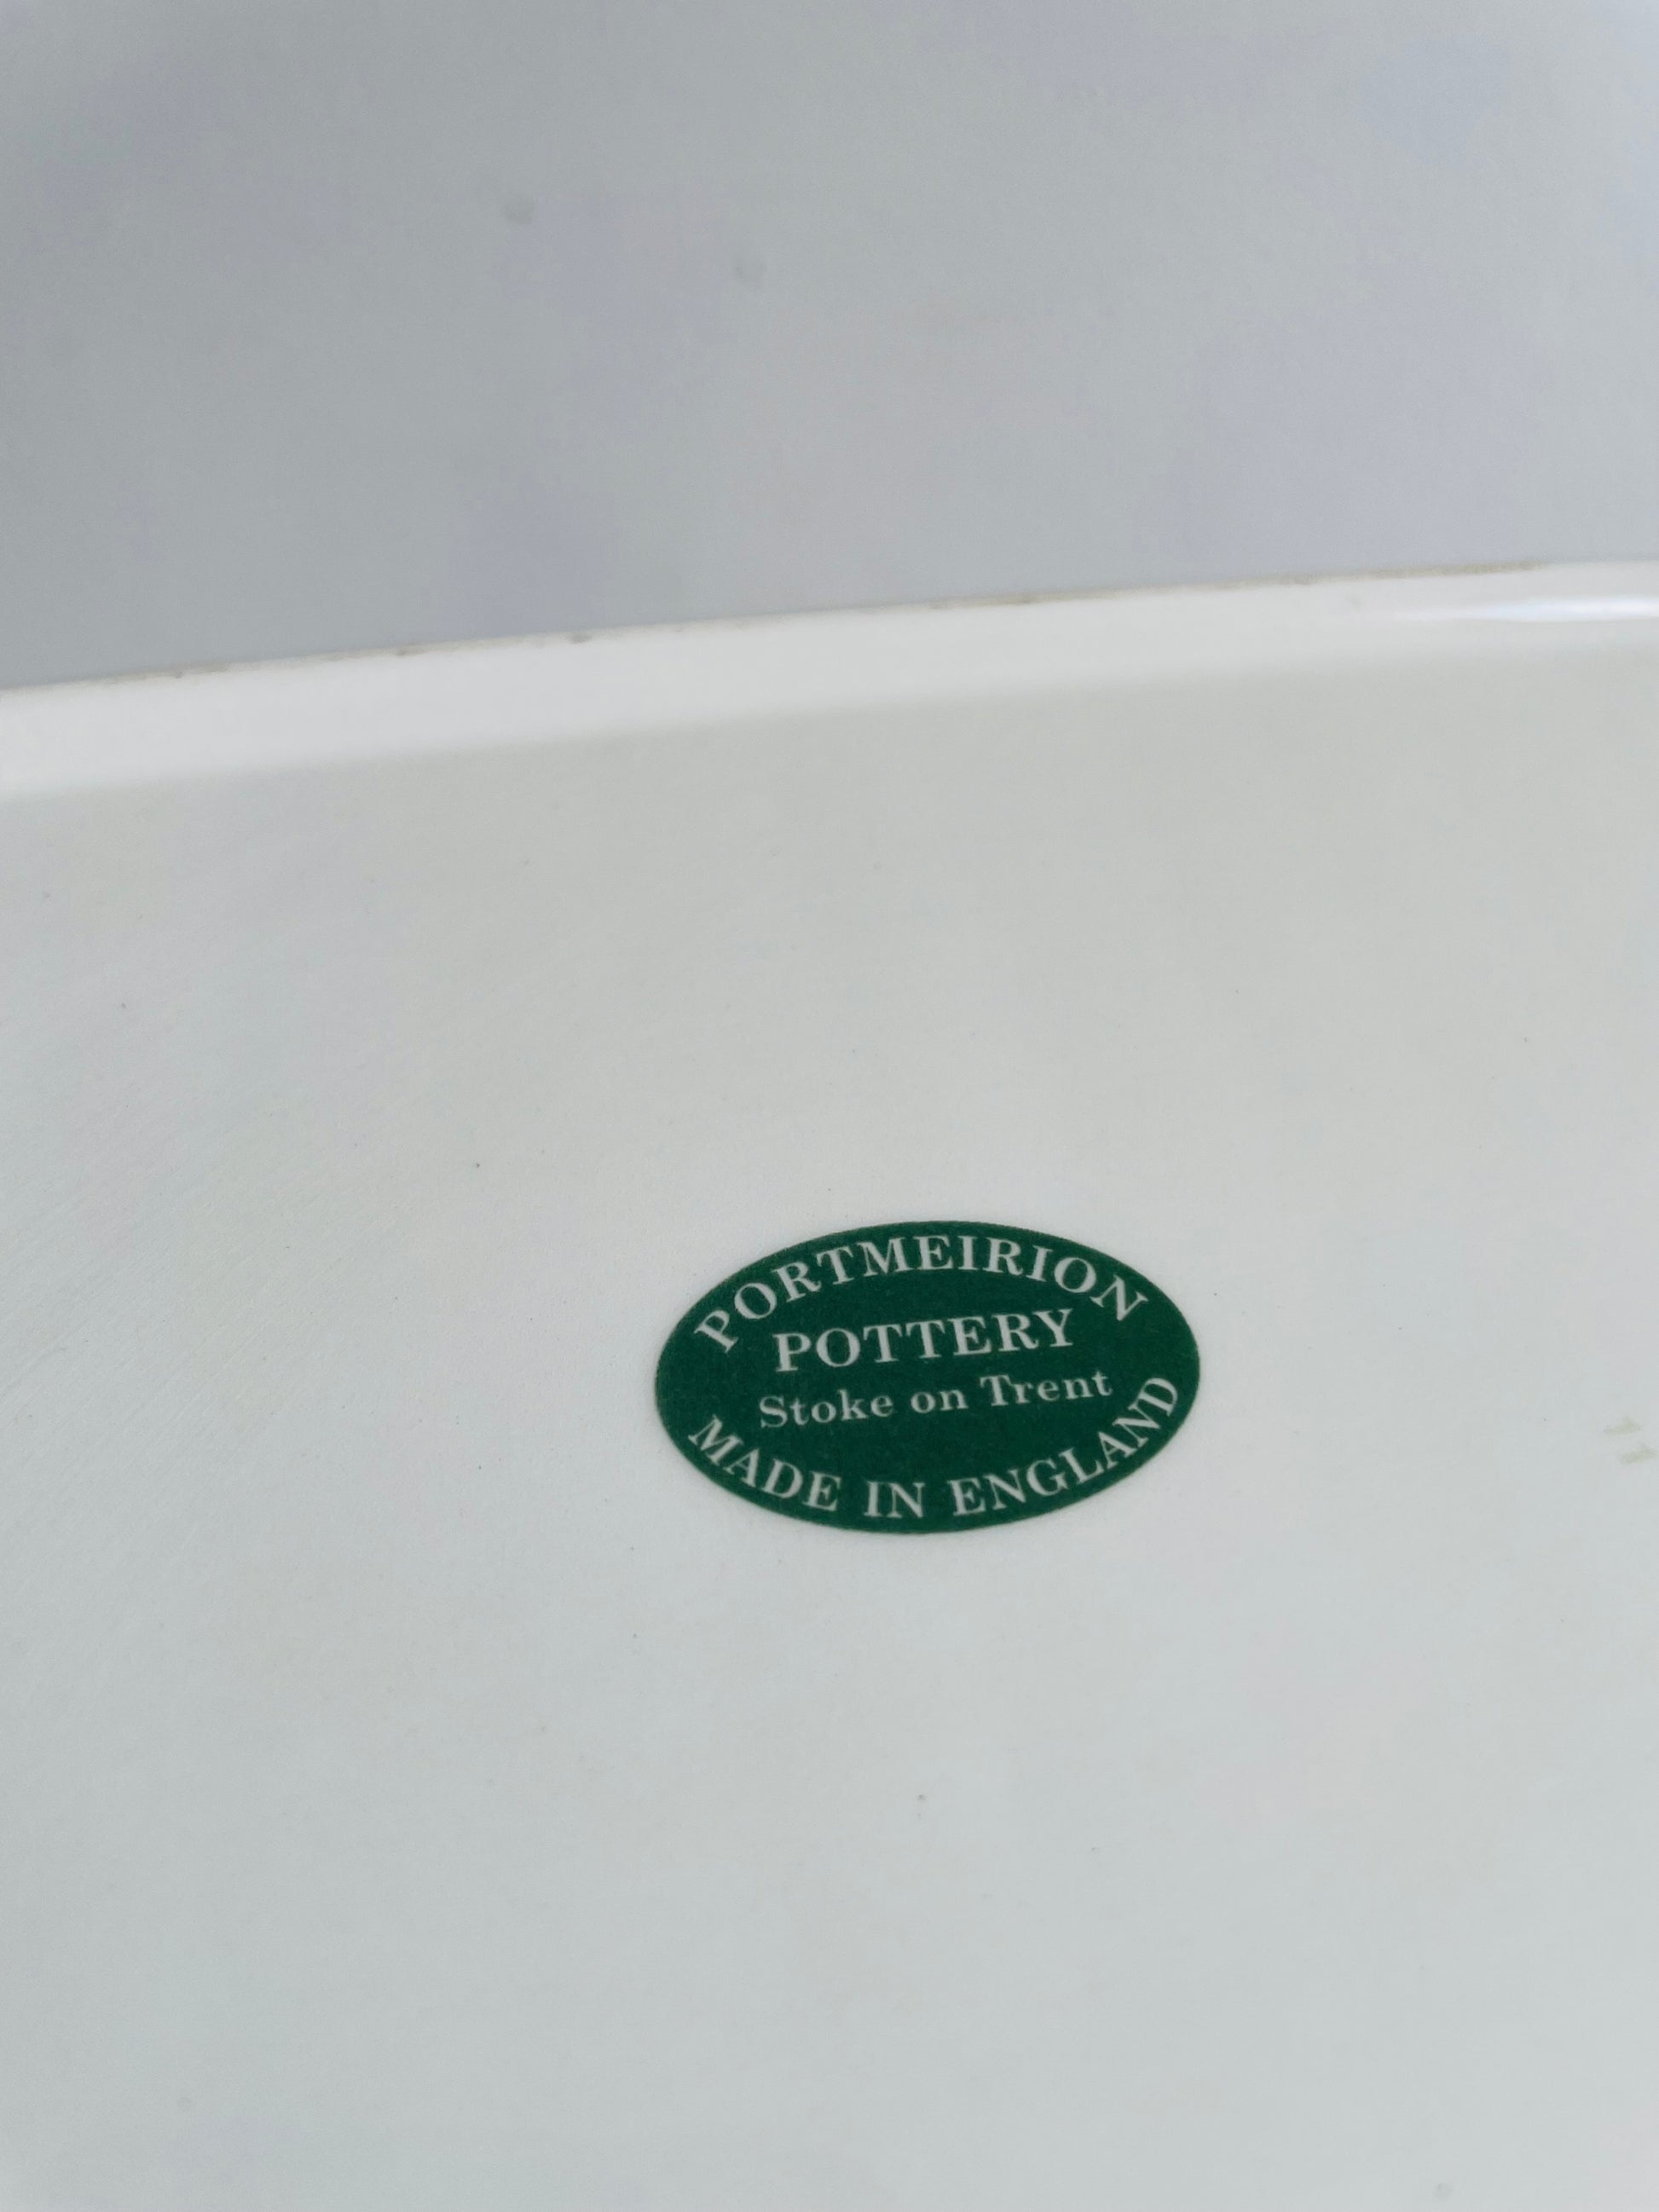 PORTMEIRION
POTTERY
Stoke on Trent
MADE IN ENGLAND